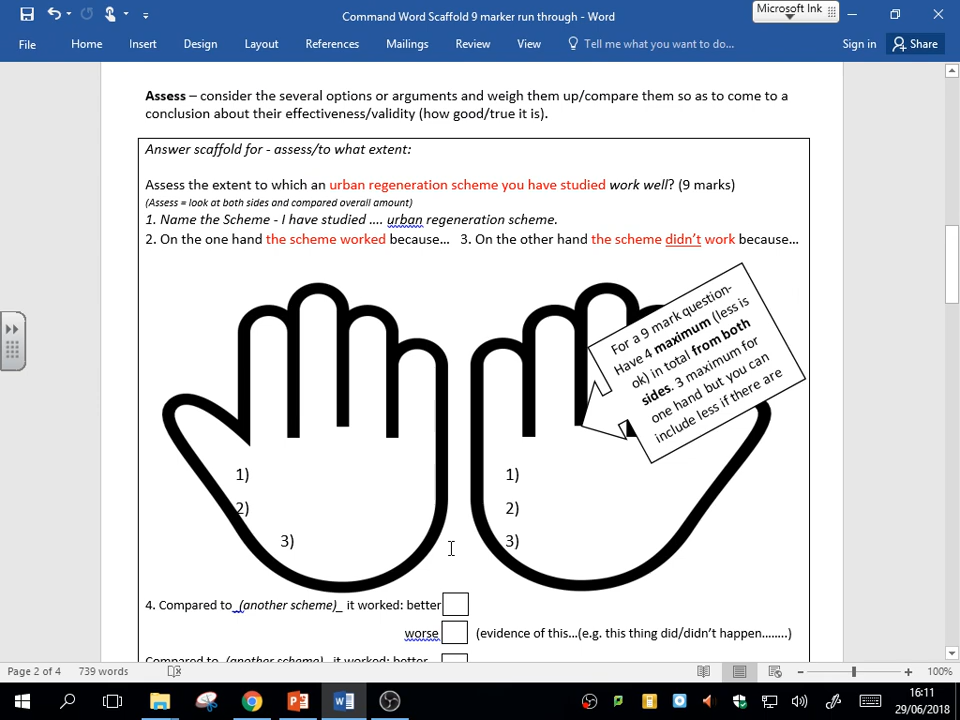 Command Word Scaffold 9 marker run through - Word
Microsoft Ink
File Home Insert Design Layout References Mailings Review View Tell me what you want to do... Sign in Share
Assess – consider the several options or arguments and weigh them up/compare them so as to come to a
conclusion about their effectiveness/validity (how good/true it is).
Answer scaffold for - assess/to what extent:
Assess the extent to which an urban regeneration scheme you have studied work well? (9 marks)
(Assess = look at both sides and compared overall amount)
1. Name the Scheme - I have studied .... urban regeneration scheme.
2. On the one hand the scheme worked because… 3. On the other hand the scheme didn't work because…
For a 9 mark question-
Have 4 maximum (less is
ok) in total from both
sides. 3 maximum for
one hand but you can
include less if there are
1) 1)
2) 2)
3) 3)
4. Compared to_(another scheme)_ it worked: better
worse (evidence of this…(e.g. this thing did/didn't happen........)
Compared to (another scheme) it worked: better
Page 2 of 4 739 words 100%
16:11
29/06/2018